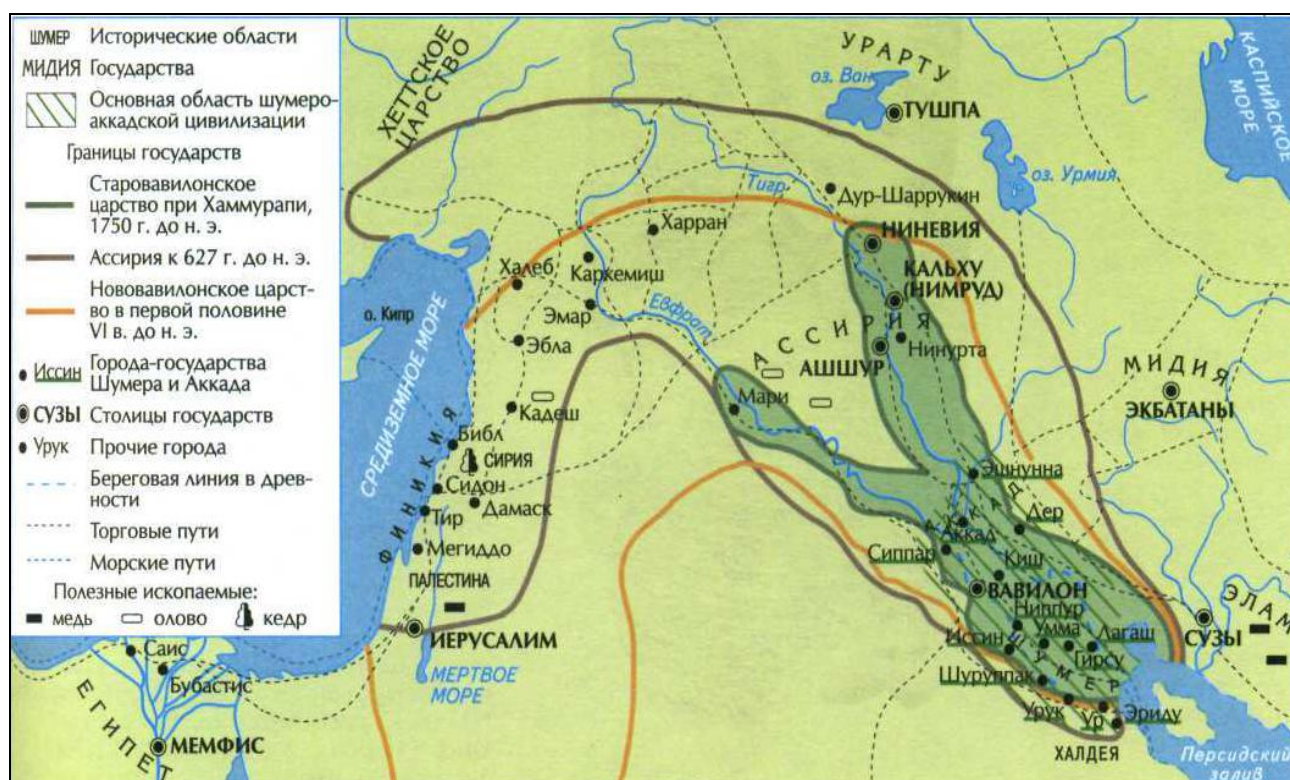 ШУМЕР Исторические области
МИДИЯ Государства
Основная область шумеро-
аккадской цивилизации
Границы государств
Старовавилонское
царство при Хаммурапи,
1750 г. до н. э.
Ассирия к 627 г. до н. э.
Нововавилонское царст-
во в первой половине
VI в. до н. э.
Иссин Города-государства
Шумера и Аккада
СУЗЫ Столицы государств
Урук Прочие города
Береговая линия в древ-
ности
Торговые пути
Морские пути
Полезные ископаемые:
медь олово кедр
ХЕТТСКОЕ
ЦАРСТВО
УРАРТУ
оз. Ван
ТУШПА
КАСПИЙСКОЕ
МОРЕ
оз. Урмия
Тигр
Дур-Шаррукин
Харран
НИНЕВИЯ
Халеб
Каркемиш
КАЛЬХУ
(НИМРУД)
о. Кипр
Эмар
Евфрат
Эбла
АССИРИЯ
Нинурта
АШШУР
МИДИЯ
ЭКБАТАНЫ
СРЕДИЗЕМНОЕ МОРЕ
Кадеш
Мари
Библ
СИРИЯ
ФИНИКИЯ
Сидон
Дамаск
Тир
Эшнунна
АККАД
Дер
Аккад
Мегиддо
Сиппар
Киш
ПАЛЕСТИНА
ВАВИЛОН
Ниппур
ЭЛАМ
ИЕРУСАЛИМ
Иссин
Умма
Лагаш
СУЗЫ
Гирсу
ШУМЕР
Саис
Бубастис
МЕРТВОЕ
МОРЕ
Шуруппак
Урук
Ур
Эриду
ЕГИПЕТ
МЕМФИС
ХАЛДЕЯ
Персидский
залив